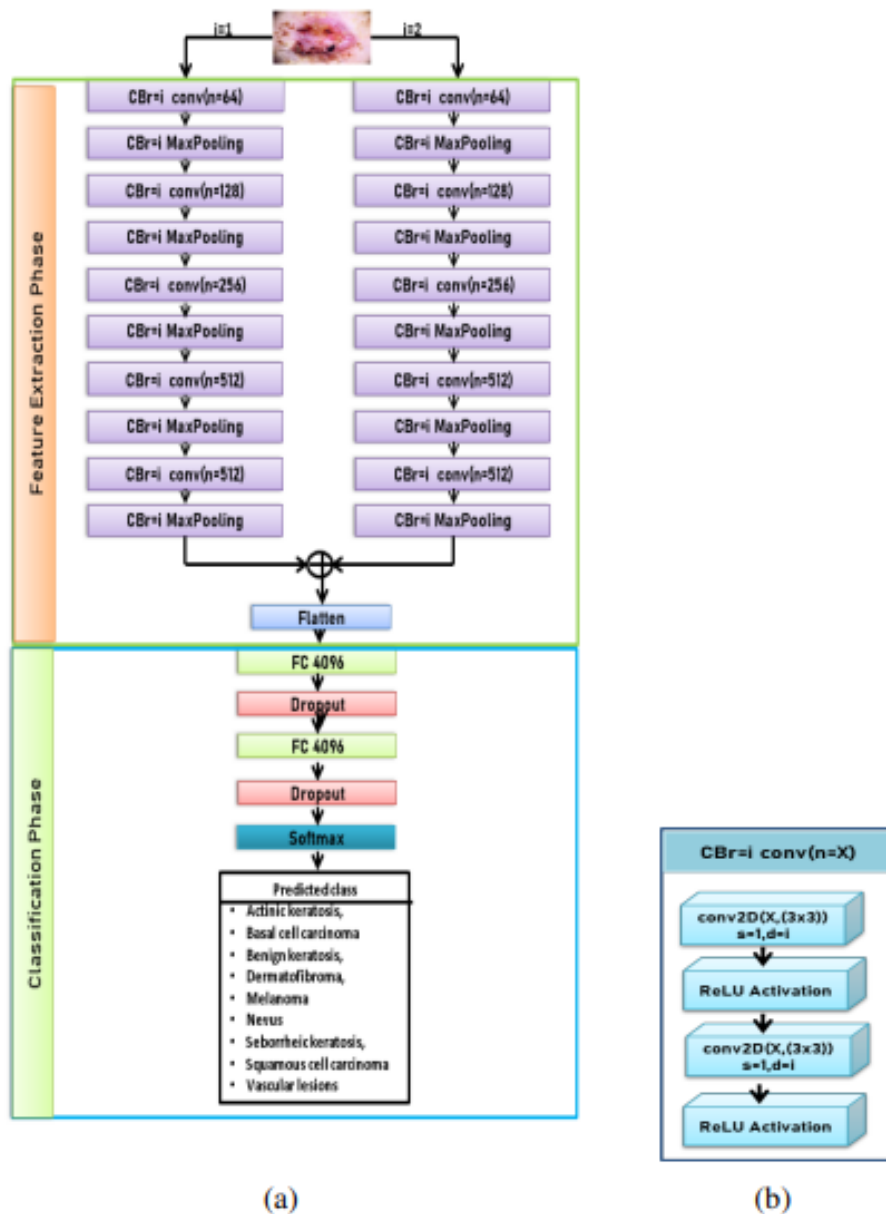 i=1
i=2
Feature Extraction Phase
CBr=i conv(n=64)
CBr=i MaxPooling
CBr=i conv(n=128)
CBr=i MaxPooling
CBr=i conv(n=256)
CBr=i MaxPooling
CBr=i conv(n=512)
CBr=i MaxPooling
CBr=i conv(n=512)
CBr=i MaxPooling
CBr=i conv(n=64)
CBr=i MaxPooling
CBr=i conv(n=128)
CBr=i MaxPooling
CBr=i conv(n=256)
CBr=i MaxPooling
CBr=i conv(n=512)
CBr=i MaxPooling
CBr=i conv(n=512)
CBr=i MaxPooling
Flatten
Classification Phase
FC 4096
Dropout
FC 4096
Dropout
Softmax
Predicted class
• Actinic keratosis,
• Basal cell carcinoma
• Benign keratosis,
• Dermatofibroma,
• Melanoma
• Nevus
• Seborrheic keratosis,
• Squamous cell carcinoma
• Vascular lesions
(a)
CBr=i conv(n=X)
conv2D(X,(3x3))
s=1,d=i
ReLU Activation
conv2D(X,(3x3))
s=1,d=i
ReLU Activation
(b)